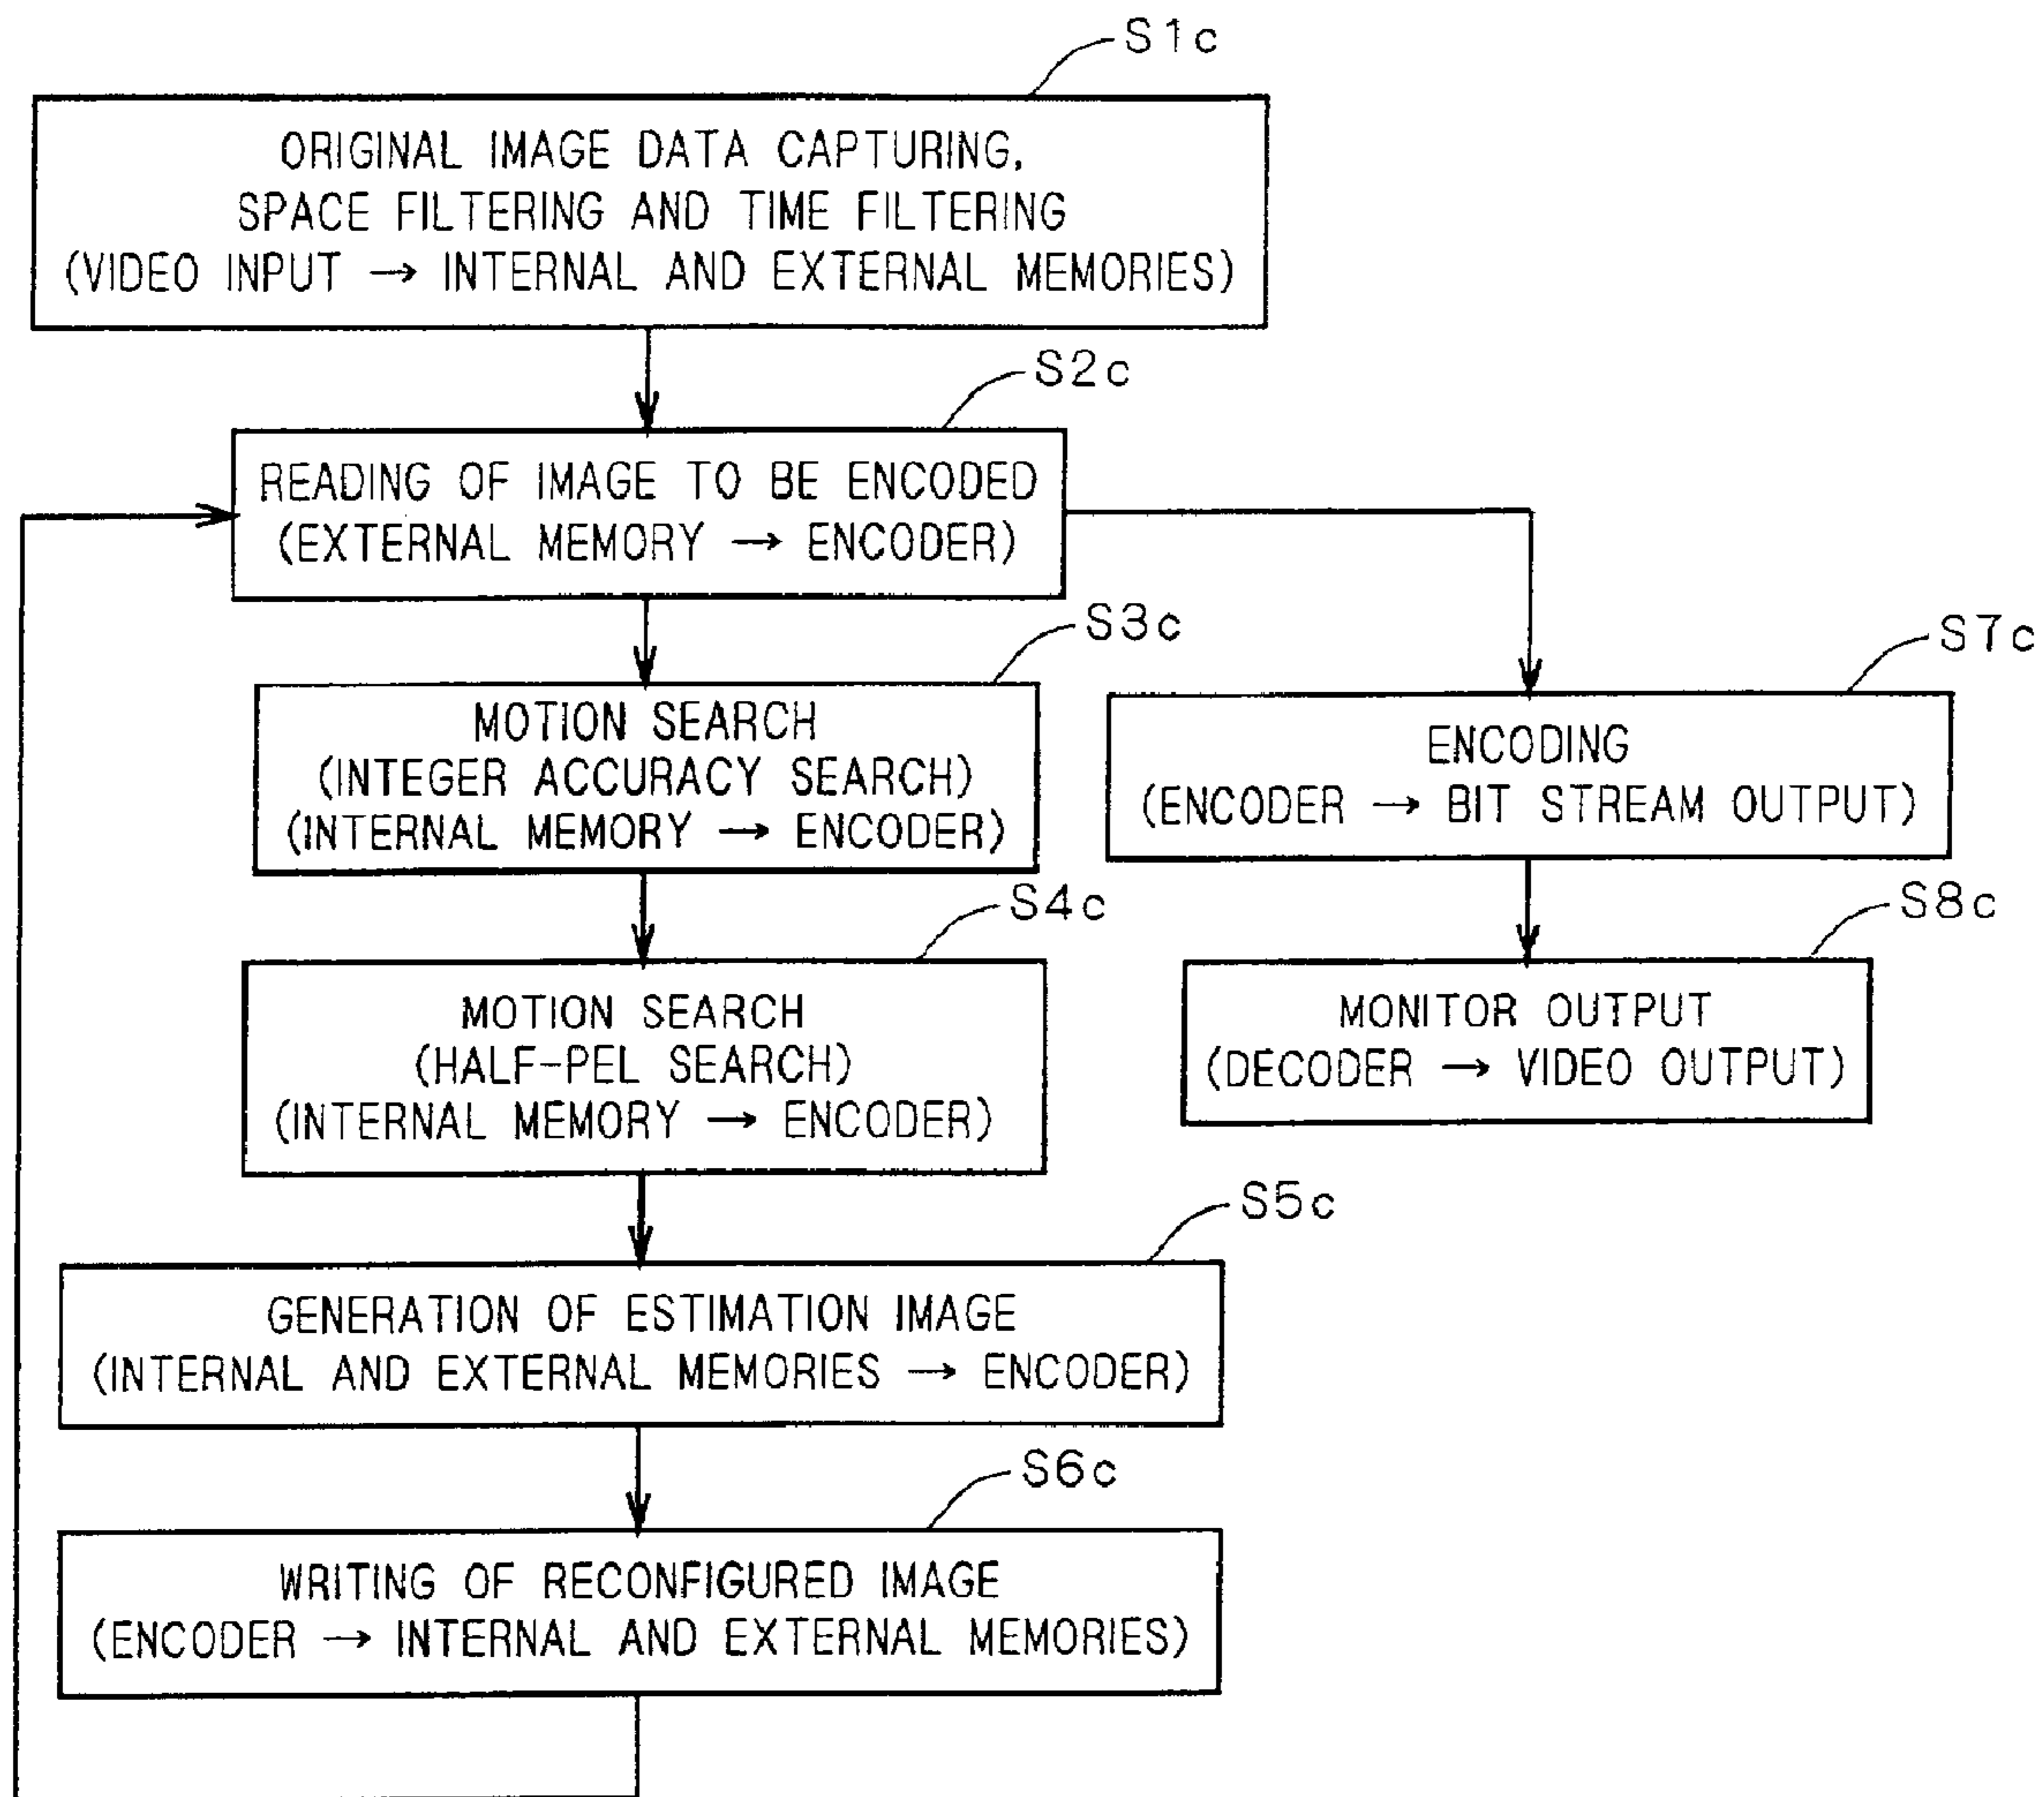 S1c
ORIGINAL IMAGE DATA CAPTURING,
SPACE FILTERING AND TIME FILTERING
(VIDEO INPUT → INTERNAL AND EXTERNAL MEMORIES)
S2c
READING OF IMAGE TO BE ENCODED
(EXTERNAL MEMORY → ENCODER)
S3c
MOTION SEARCH
(INTEGER ACCURACY SEARCH)
(INTERNAL MEMORY → ENCODER)
S7c
ENCODING
(ENCODER → BIT STREAM OUTPUT)
S4c
MOTION SEARCH
(HALF-PEL SEARCH)
(INTERNAL MEMORY → ENCODER)
S8c
MONITOR OUTPUT
(DECODER → VIDEO OUTPUT)
S5c
GENERATION OF ESTIMATION IMAGE
(INTERNAL AND EXTERNAL MEMORIES → ENCODER)
S6c
WRITING OF RECONFIGURED IMAGE
(ENCODER → INTERNAL AND EXTERNAL MEMORIES)